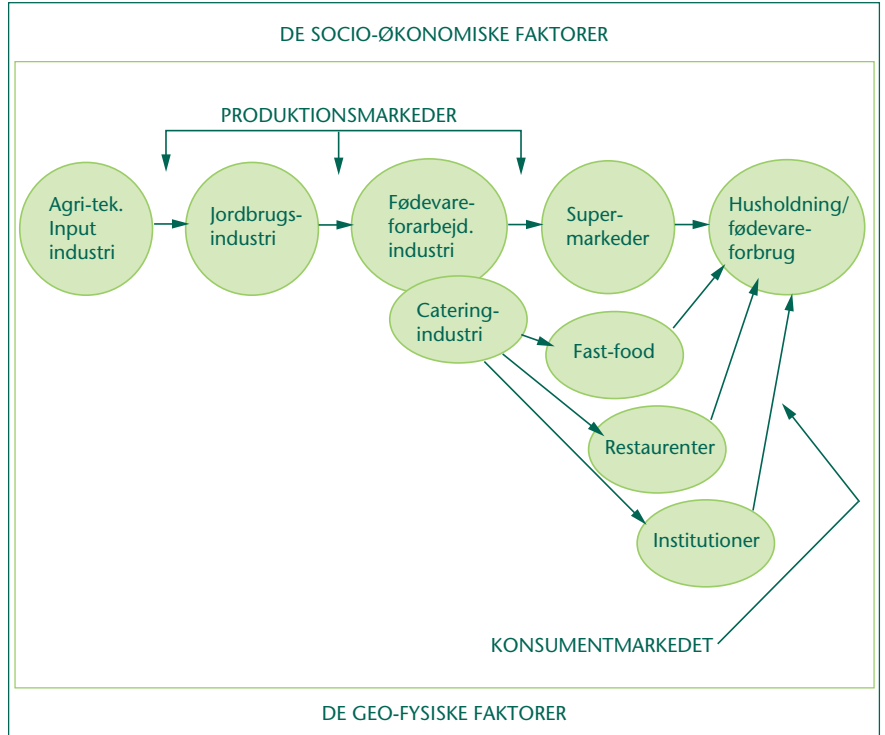 DE SOCIO-ØKONOMISKE FAKTORER
PRODUKTIONSMARKEDER
Agri-tek.
Input
industri
Jordbrugs-
industri
Fødevare-
forarbejd.
industri
Super-
markeder
Husholdning/
fødevare-
forbrug
Catering-
industri
Fast-food
Restaurenter
Institutioner
KONSUMENTMARKEDET
DE GEO-FYSISKE FAKTORER